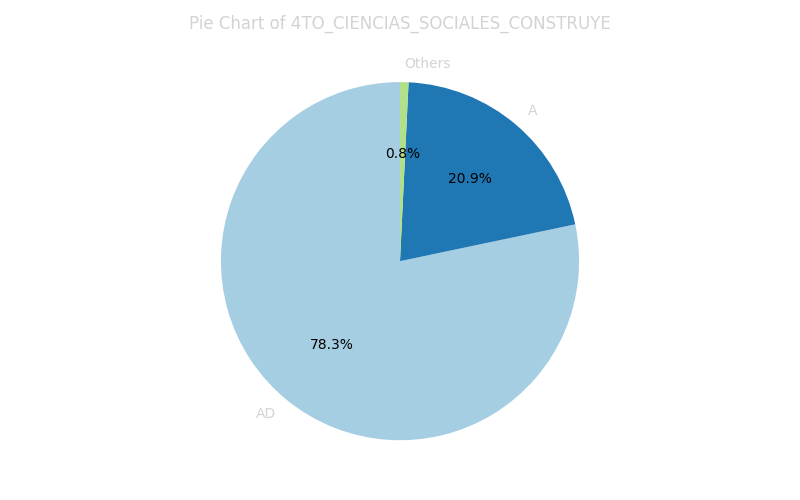 Pie Chart of 4TO_CIENCIAS_SOCIALES_CONSTRUYE
Others
A
0.8%
20.9%
78.3%
AD